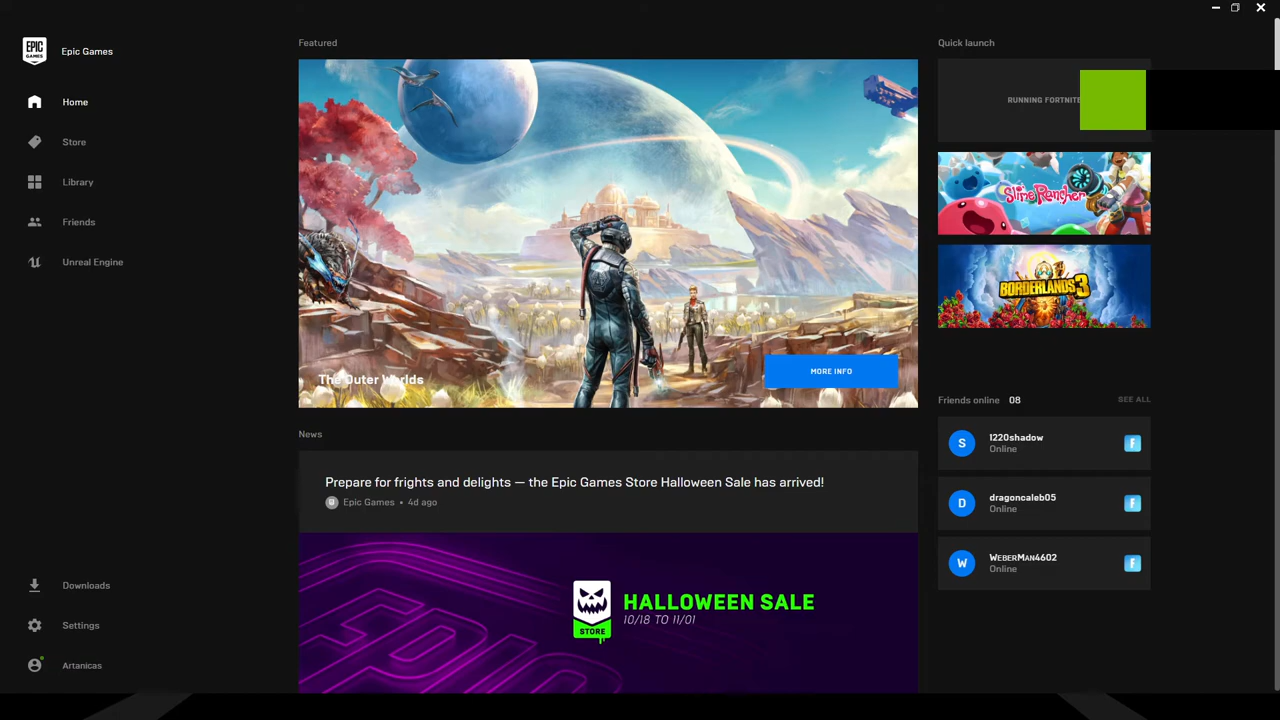 EPIC
GAMES
Epic Games
Home
Store
Library
Friends
Unreal Engine
Downloads
Settings
Artanicas
Featured
The Outer Worlds
MORE INFO
News
Prepare for frights and delights — the Epic Games Store Halloween Sale has arrived!
Epic Games • 4d ago
STORE
HALLOWEEN SALE
10/18 TO 11/01
Quick launch
RUNNING FORTNITE
Slime Rancher
BORDERLANDS 3
Friends online 08
SEE ALL
S
1220shadow
Online
D
dragoncaleb05
Online
W
WeberMan4602
Online